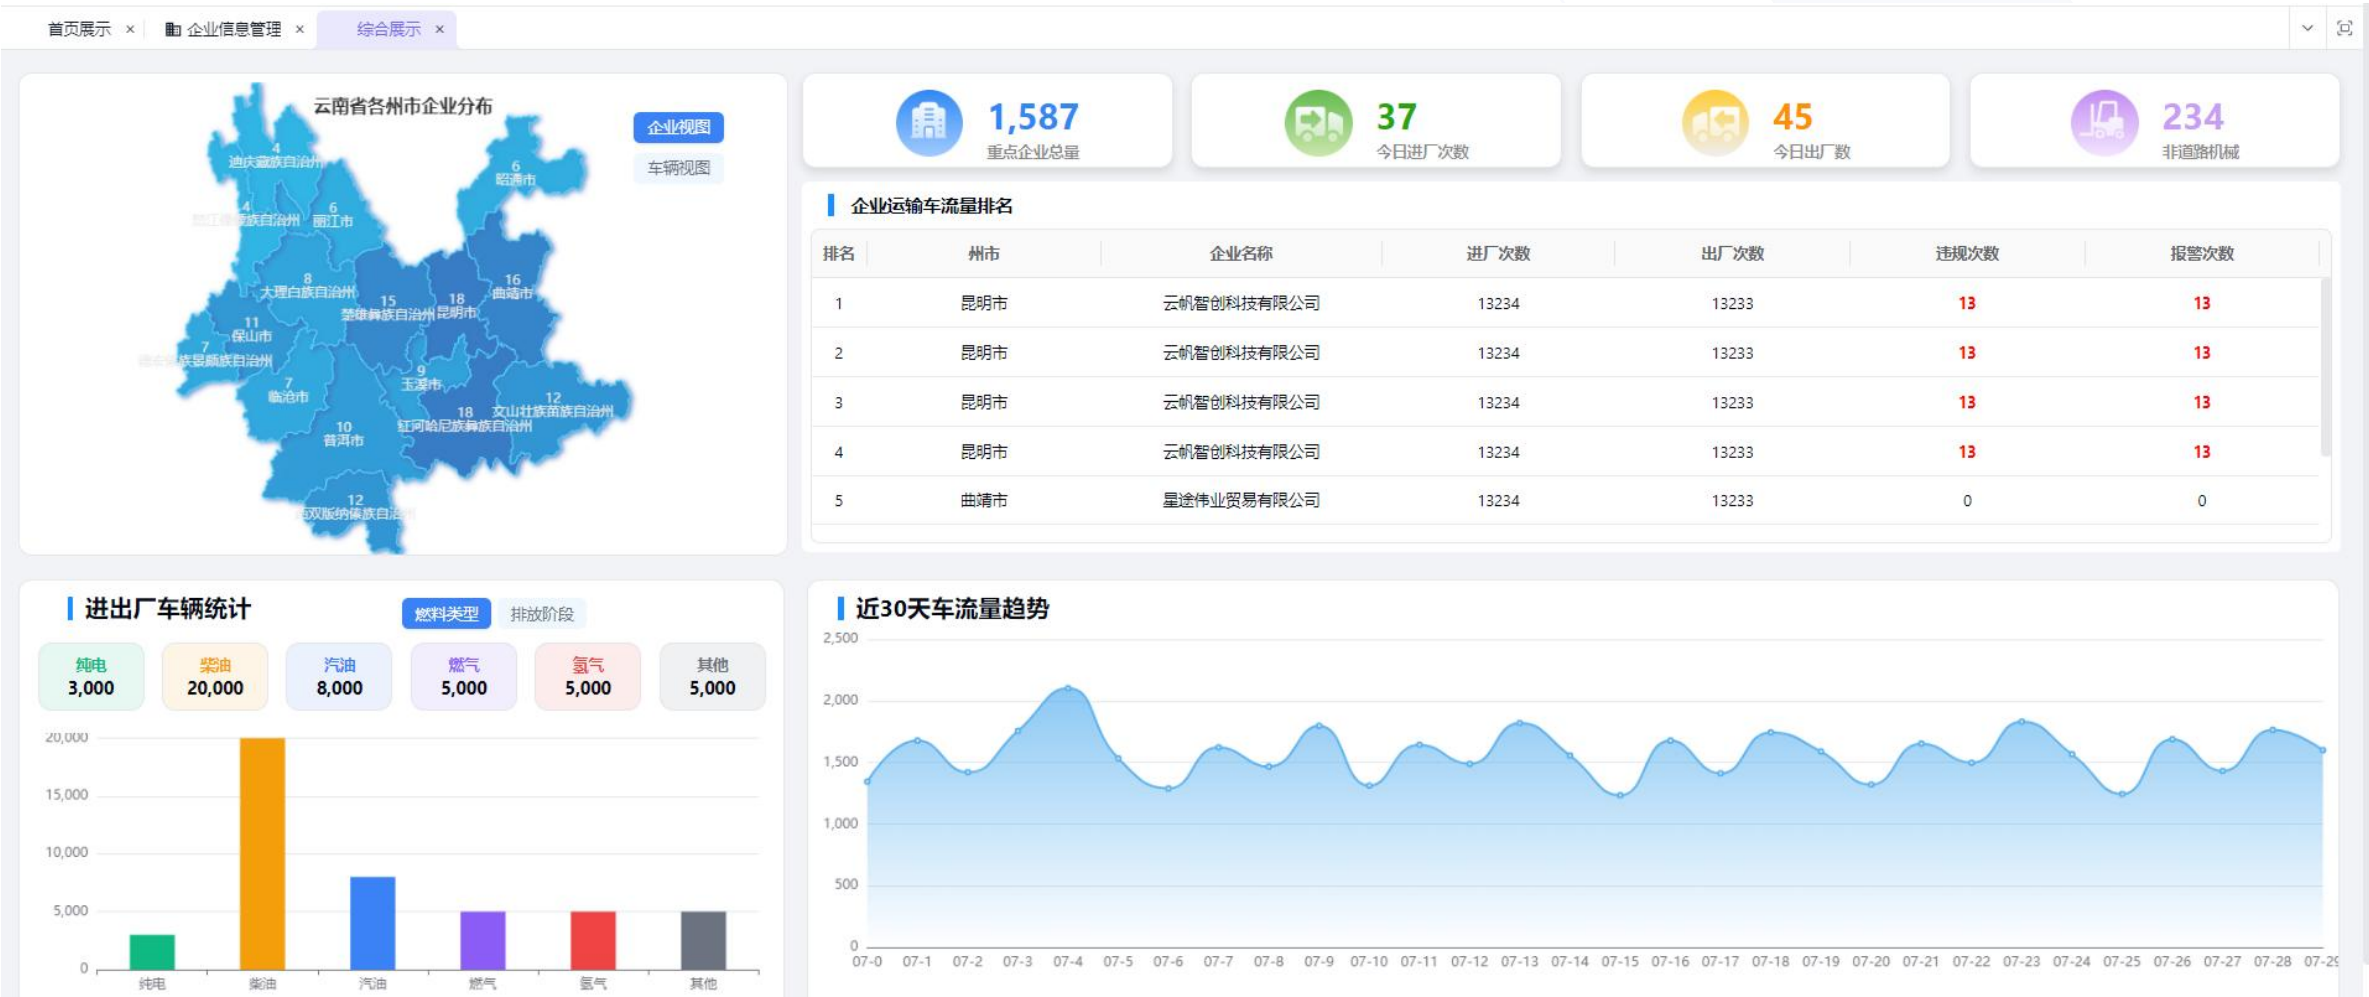 首页展示 ×
企业信息管理 ×
综合展示 ×
云南省各州市企业分布
企业视图
车辆视图
4
迪庆藏族自治州
6
昭通市
4
族自治州
6
丽江市
8
大理白族自治州
15
楚雄彝族自治州
18
昆明市
16
曲靖市
11
保山市
7
族景颇族自治州
9
玉溪市
7
临沧市
12
文山壮族苗族自治州
18
红河哈尼族彝族自治州
10
普洱市
12
双版纳傣族自治
1,587
重点企业总量
37
今日进厂次数
45
今日出厂数
234
非道路机械
企业运输车流量排名
排名 州市 企业名称 进厂次数 出厂次数 违规次数 报警次数
1 昆明市 云帆智创科技有限公司 13234 13233 13 13
2 昆明市 云帆智创科技有限公司 13234 13233 13 13
3 昆明市 云帆智创科技有限公司 13234 13233 13 13
4 昆明市 云帆智创科技有限公司 13234 13233 13 13
5 曲靖市 星途伟业贸易有限公司 13234 13233 0 0
进出厂车辆统计
燃料类型
排放阶段
纯电
3,000
柴油
20,000
汽油
8,000
燃气
5,000
氢气
5,000
其他
5,000
20,000
15,000
10,000
5,000
0
纯电 柴油 汽油 燃气 氢气 其他
近30天车流量趋势
2,500
2,000
1,500
1,000
500
0
07-0 07-1 07-2 07-3 07-4 07-5 07-6 07-7 07-8 07-9 07-10 07-11 07-12 07-13 07-14 07-15 07-16 07-17 07-18 07-19 07-20 07-21 07-22 07-23 07-24 07-25 07-26 07-27 07-28 07-29